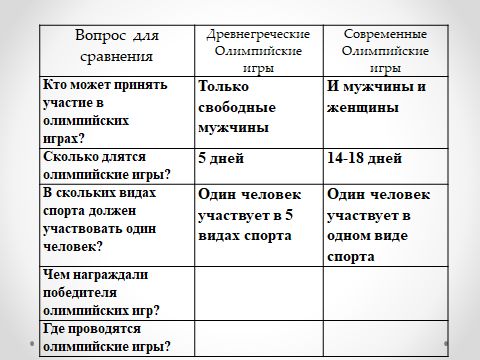 Вопрос для
сравнения
Древнегреческие
Олимпийские
игры
Современные
Олимпийские
игры
Кто может принять
участие в
олимпийских
играх?
Только
свободные
мужчины
И мужчины и
женщины
Сколько длятся
олимпийские игры?
5 дней
14-18 дней
В скольких видах
спорта должен
участвовать один
человек?
Один человек
участвует в 5
видах спорта
Один человек
участвует в
одном виде
спорта
Чем награждали
победителя
олимпийских игр?
Где проводятся
олимпийские игры?